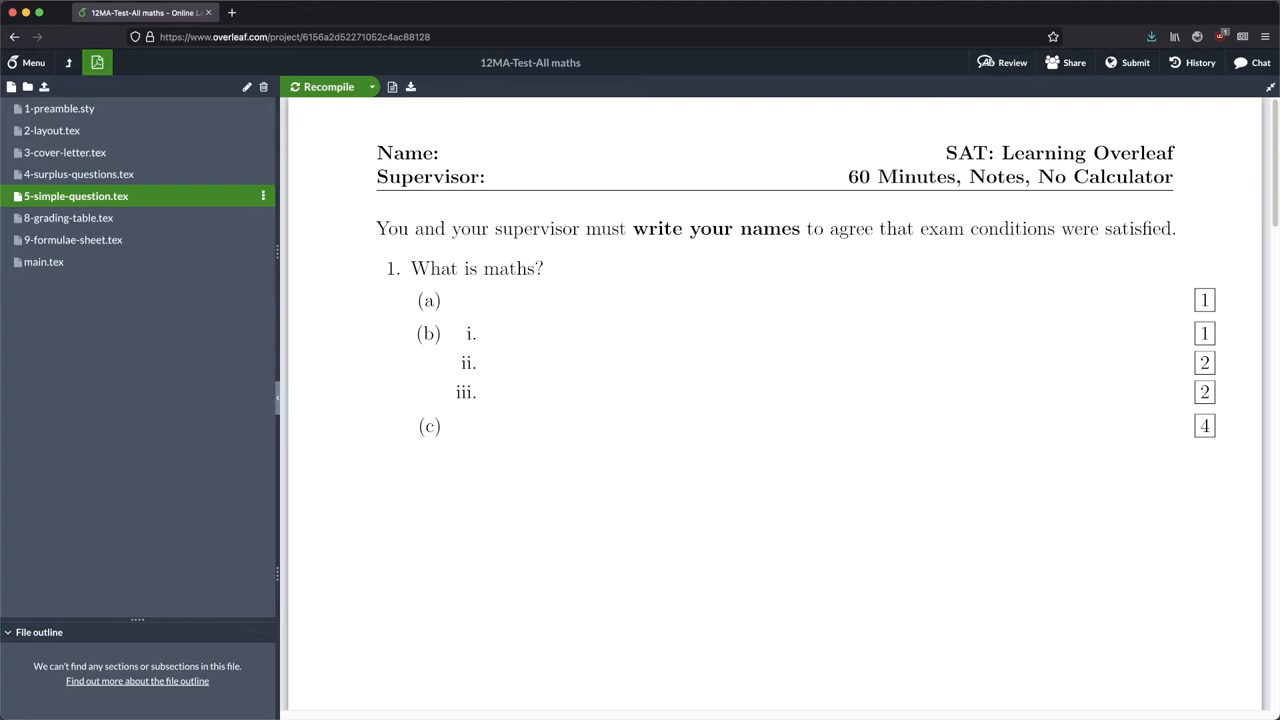 12MA-Test-All maths - Online L
https://www.overleaf.com/project/6156a2d52271052c4ac88128
1
Menu
12MA-Test-All maths
Review
Share
Submit
History
Chat
Recompile
1-preamble.sty
2-layout.tex
3-cover-letter.tex
4-surplus-questions.tex
5-simple-question.tex
8-grading-table.tex
9-formulae-sheet.tex
main.tex
File outline
We can't find any sections or subsections in this file.
Find out more about the file outline
Name: SAT: Learning Overleaf
Supervisor: 60 Minutes, Notes, No Calculator
You and your supervisor must write your names to agree that exam conditions were satisfied.
1. What is maths?
(a) 1
(b) i. 1
ii. 2
iii. 2
(c) 4